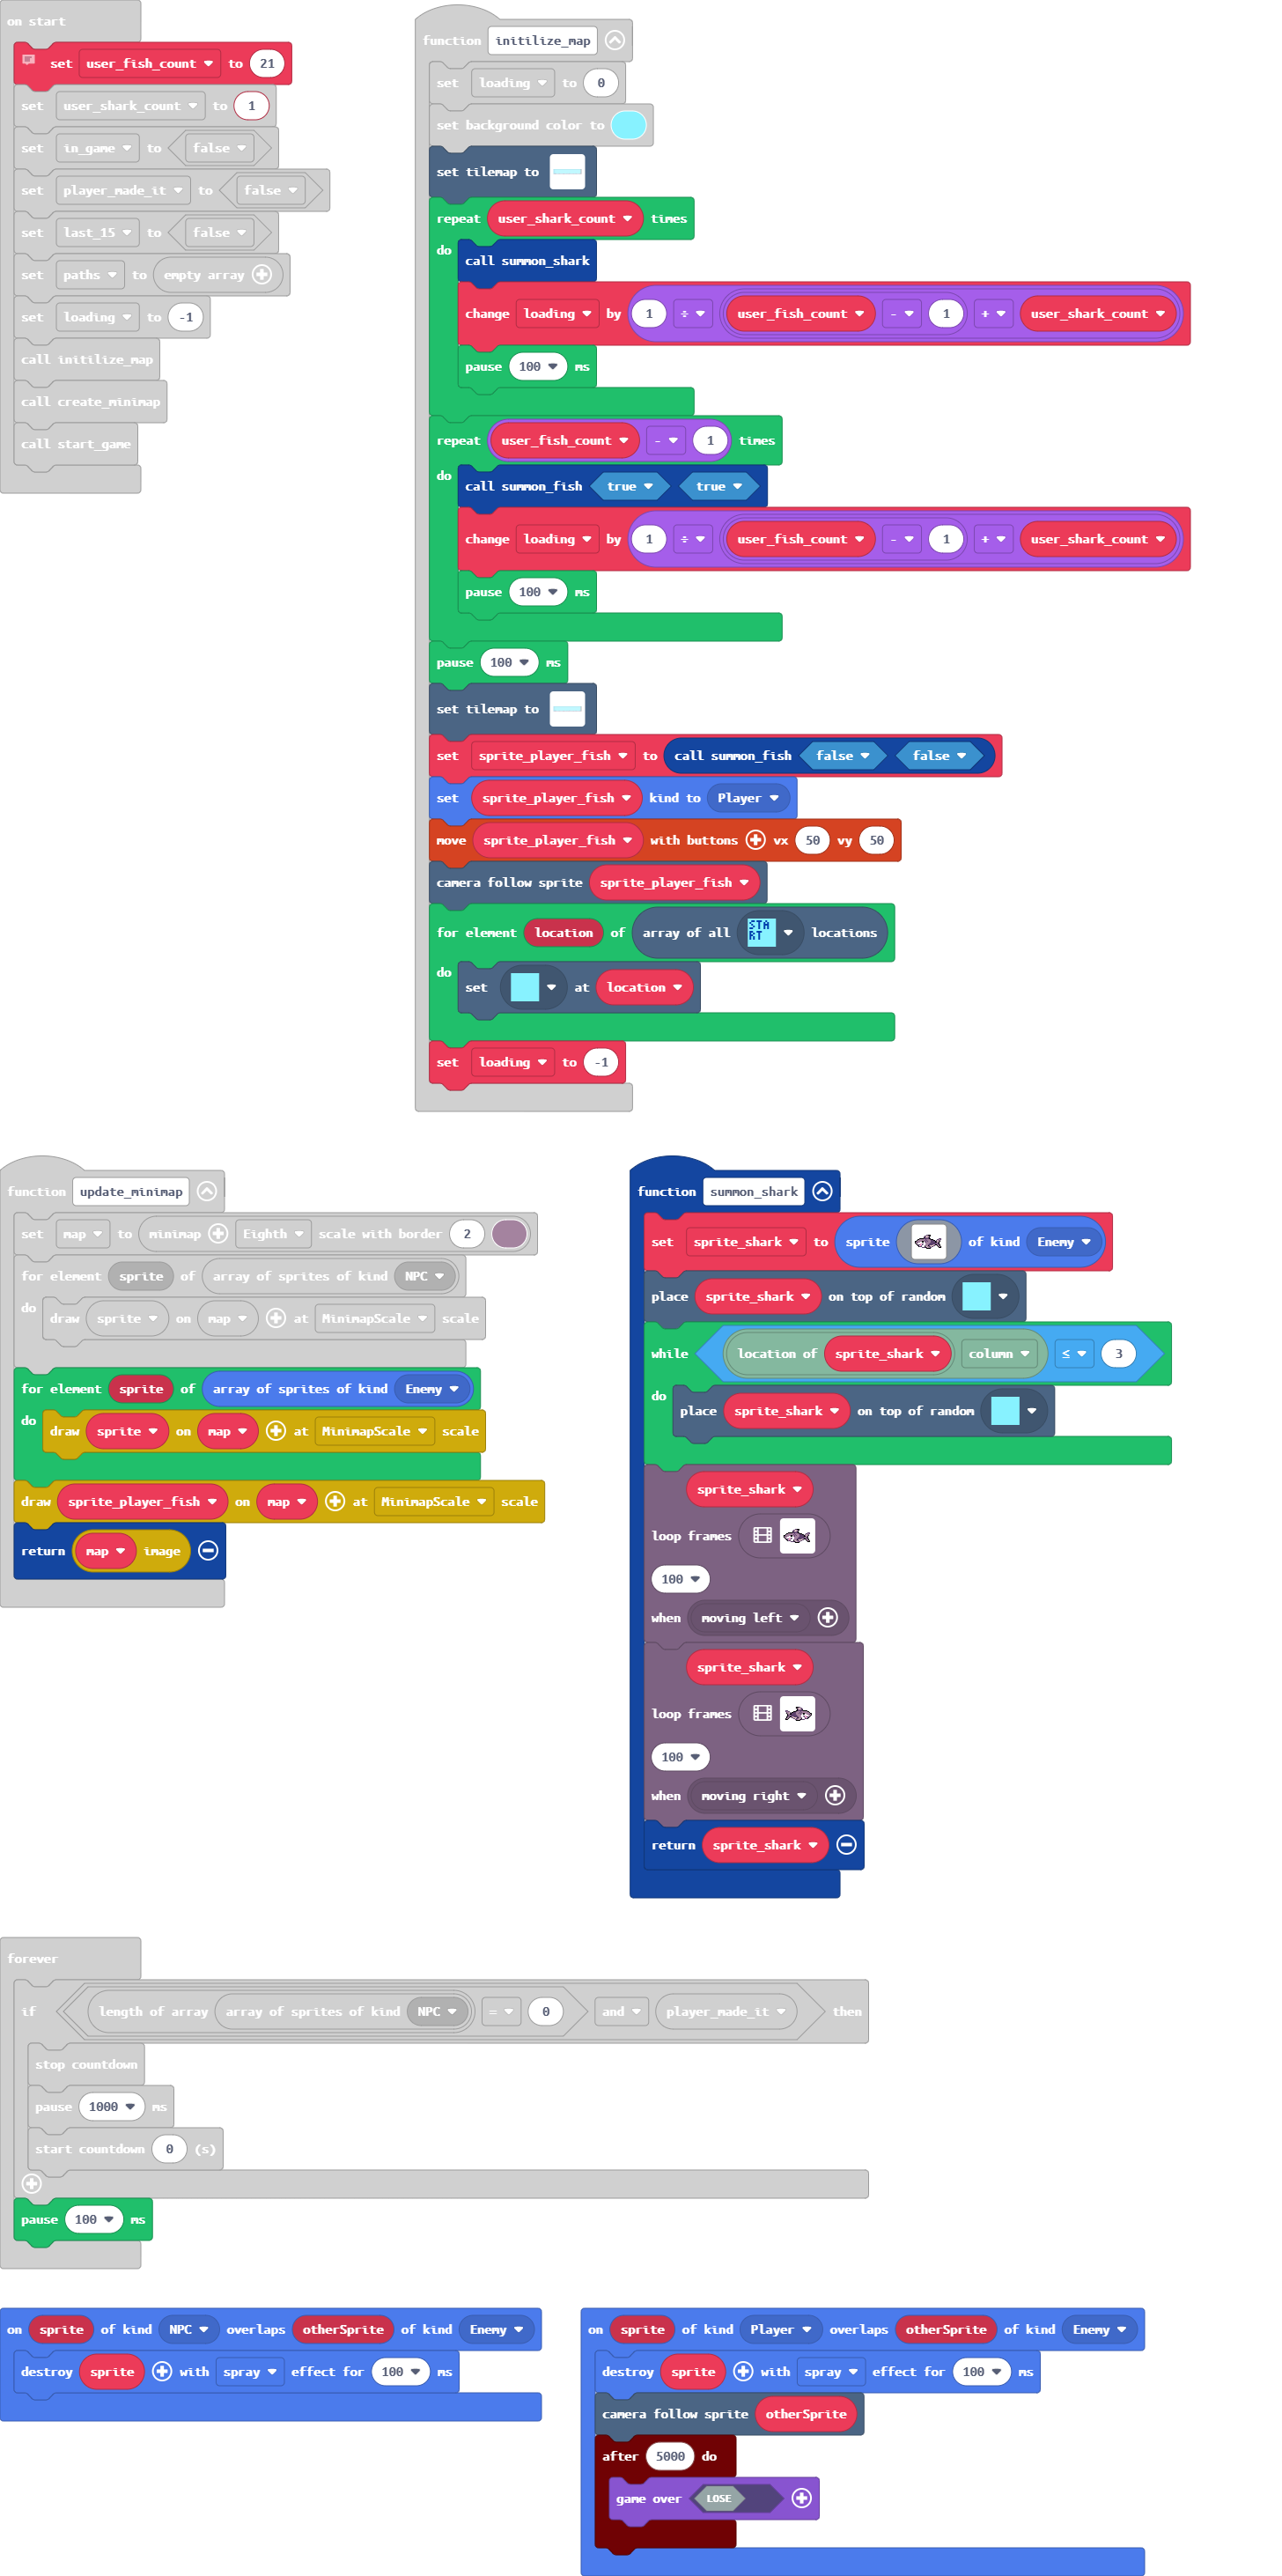 on start
set user_fish_count to 21
set user_shark_count to 1
set in_game to false
set player_made_it to false
set last_15 to false
set paths to empty array
set loading to -1
call initilize_map
call create_minimap
call start_game
function initilize_map
set loading to 0
set background color to
set tilemap to
repeat user_shark_count times
do
call summon_shark
change loading by 1 ÷ user_fish_count - 1 + user_shark_count
pause 100 ms
repeat user_fish_count - 1 times
do
call summon_fish true true
change loading by 1 ÷ user_fish_count - 1 + user_shark_count
pause 100 ms
pause 100 ms
set tilemap to
set sprite_player_fish to call summon_fish false false
set sprite_player_fish kind to Player
move sprite_player_fish with buttons vx 50 vy 50
camera follow sprite sprite_player_fish
for element location of array of all START locations
do
set at location
set loading to -1
function update_minimap
set map to minimap Eighth scale with border 2
for element sprite of array of sprites of kind NPC
do
draw sprite on map at MinimapScale scale
for element sprite of array of sprites of kind Enemy
do
draw sprite on map at MinimapScale scale
draw sprite_player_fish on map at MinimapScale scale
return map image
function summon_shark
set sprite_shark to sprite of kind Enemy
place sprite_shark on top of random
while location of sprite_shark column ≤ 3
do
place sprite_shark on top of random
sprite_shark
loop frames
100
when moving left
sprite_shark
loop frames
100
when moving right
return sprite_shark
forever
if length of array array of sprites of kind NPC = 0 and player_made_it then
stop countdown
pause 1000 ms
start countdown 0 (s)
pause 100 ms
on sprite of kind NPC overlaps otherSprite of kind Enemy
destroy sprite with spray effect for 100 ms
on sprite of kind Player overlaps otherSprite of kind Enemy
destroy sprite with spray effect for 100 ms
camera follow sprite otherSprite
after 5000 do
game over LOSE